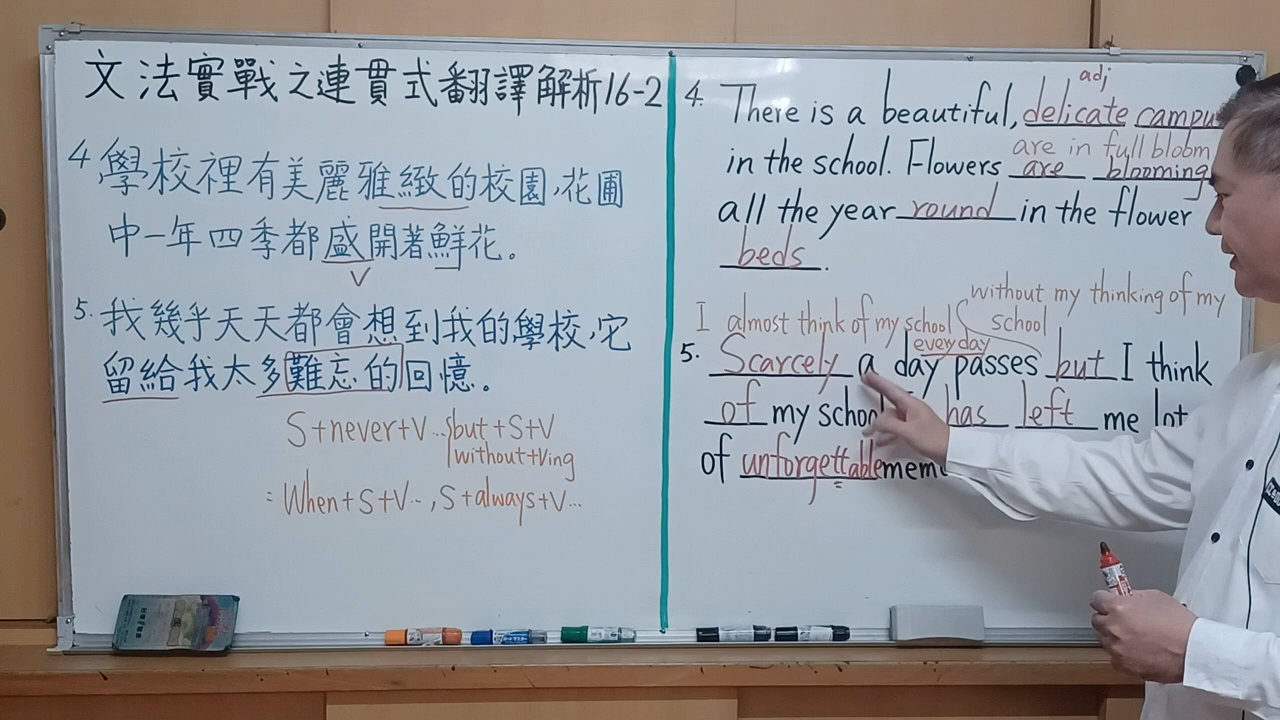 文法實戰之連貫式翻譯解析16-2
4 學校裡有美麗雅緻的校園,花圃
中一年四季都盛開著鮮花。
V
5. 我幾乎天天都會想到我的學校,它
留給我太多難忘的回憶。
S+never+V...but+S+V
without+Ving
= When+S+V..., S+always+V...
adj
4. There is a beautiful, delicate
are in full bloom
in the school. Flowers are blooming
all the year round in the flower
beds.
without my thinking of my
I almost think of my school school
every day
5. Scarcely a day passes but I think
of my has left me
of unforgettable